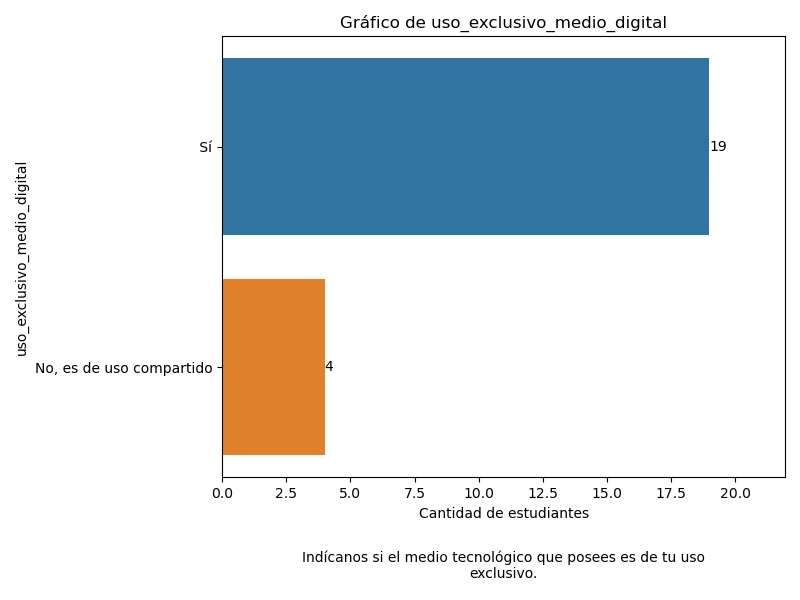 Gráfico de uso_exclusivo_medio_digital
uso_exclusivo_medio_digital
Sí
19
No, es de uso compartido
4
0.0 2.5 5.0 7.5 10.0 12.5 15.0 17.5 20.0
Cantidad de estudiantes
Indícanos si el medio tecnológico que posees es de tu uso
exclusivo.